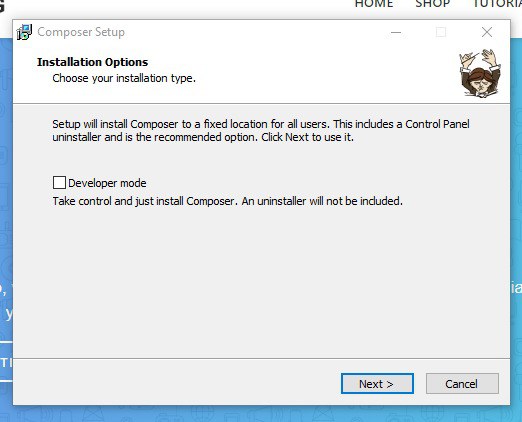 HOME SHOP
Composer Setup
Installation Options
Choose your installation type.
Setup will install Composer to a fixed location for all users. This includes a Control Panel
uninstaller and is the recommended option. Click Next to use it.
Developer mode
Take control and just install Composer. An uninstaller will not be included.
Next >
Cancel